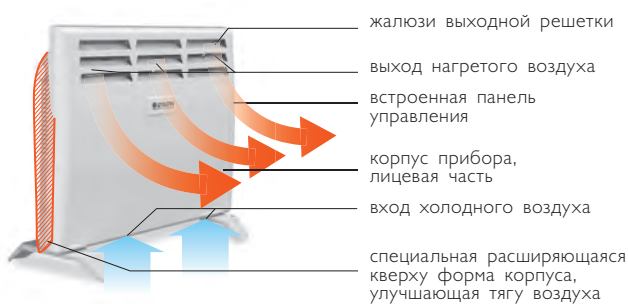 жалюзи выходной решетки
выход нагретого воздуха
встроенная панель
управления
корпус прибора,
лицевая часть
вход холодного воздуха
специальная расширяющаяся
кверху форма корпуса,
улучшающая тягу воздуха